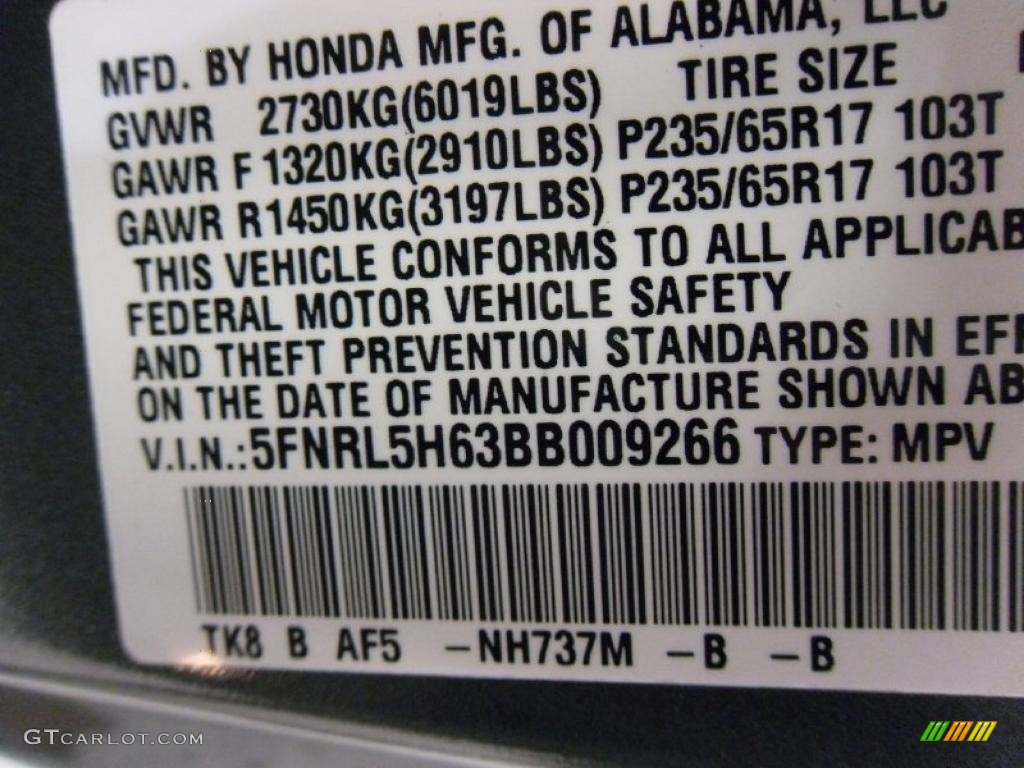 MFD. BY HONDA MFG. OF ALABAMA, LLC
GVWR 2730KG(6019LBS) TIRE SIZE
GAWR F 1320KG(2910LBS) P235/65R17 103T
GAWR R1450KG(3197LBS) P235/65R17 103T
THIS VEHICLE CONFORMS TO ALL APPLICAB
FEDERAL MOTOR VEHICLE SAFETY
AND THEFT PREVENTION STANDARDS IN EFF
ON THE DATE OF MANUFACTURE SHOWN AB
V.I.N.:5FNRL5H63BB009266 TYPE: MPV
TK8 B AF5 -NH737M -B -B
GTCARLOT.COM